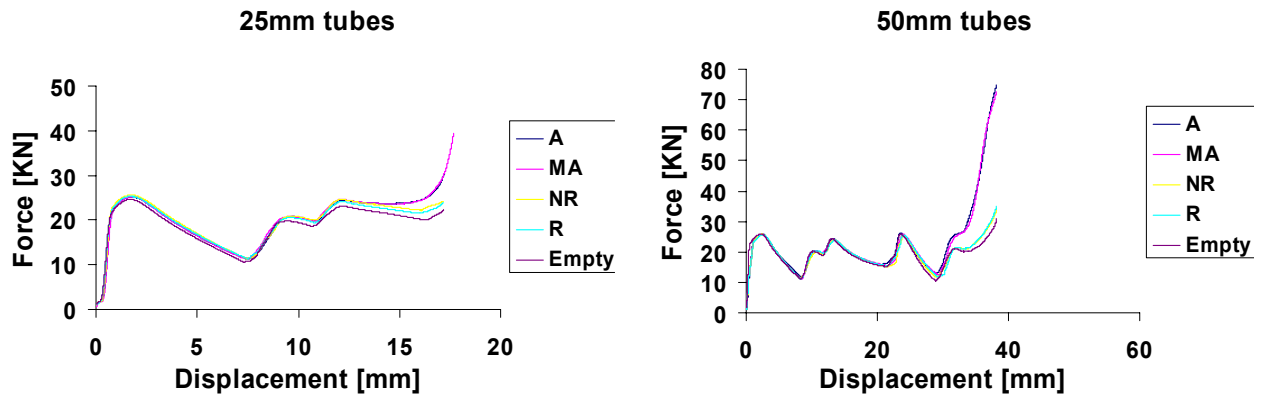 25mm tubes
50
40
30
20
10
0
Force [KN]
0 5 10 15 20
Displacement [mm]
A
MA
NR
R
Empty
50mm tubes
80
70
60
50
40
30
20
10
0
Force [KN]
0 20 40 60
Displacement [mm]
A
MA
NR
R
Empty